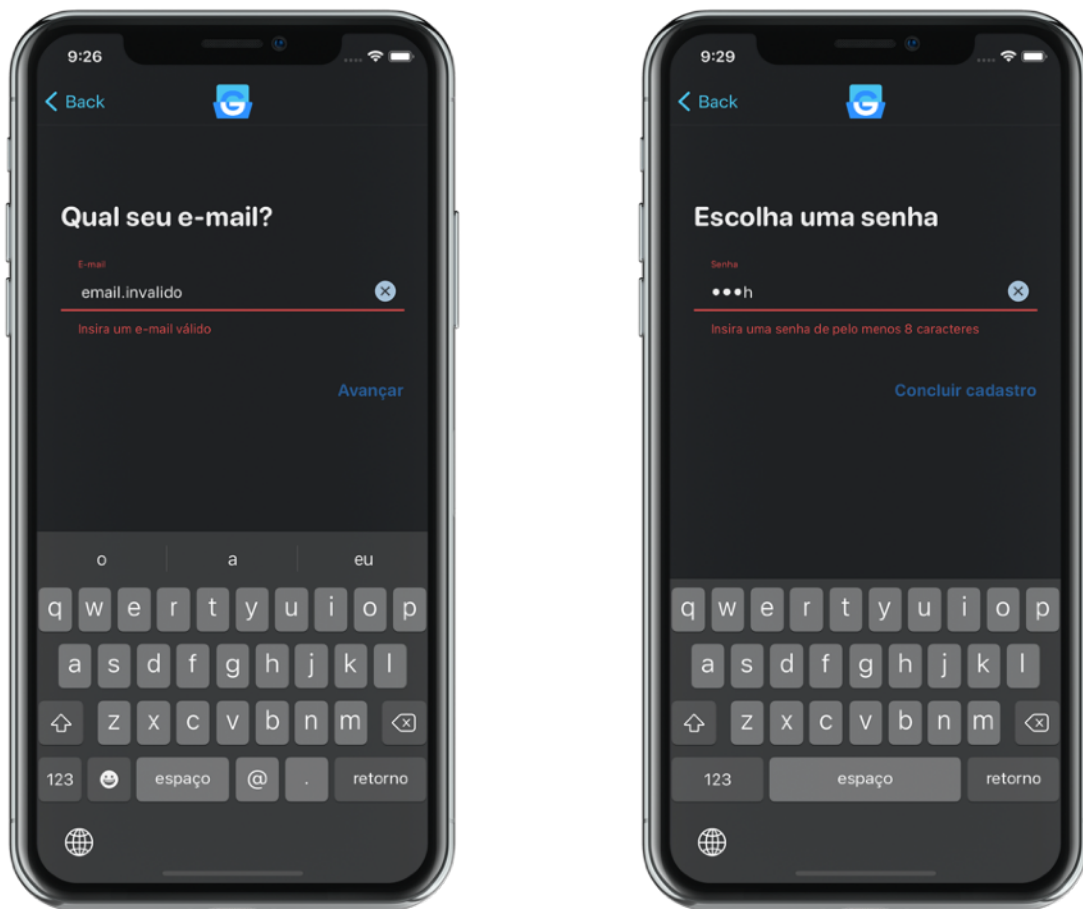 9:26
Back
G
Qual seu e-mail?
E-mail
email.invalido
Insira um e-mail válido
Avançar
o a eu
q w e r t y u i o p
a s d f g h j k l
z x c v b n m
123 espaço @ . retorno
9:29
Back
G
Escolha uma senha
Senha
•••h
Insira uma senha de pelo menos 8 caracteres
Concluir cadastro
q w e r t y u i o p
a s d f g h j k l
z x c v b n m
123 espaço retorno